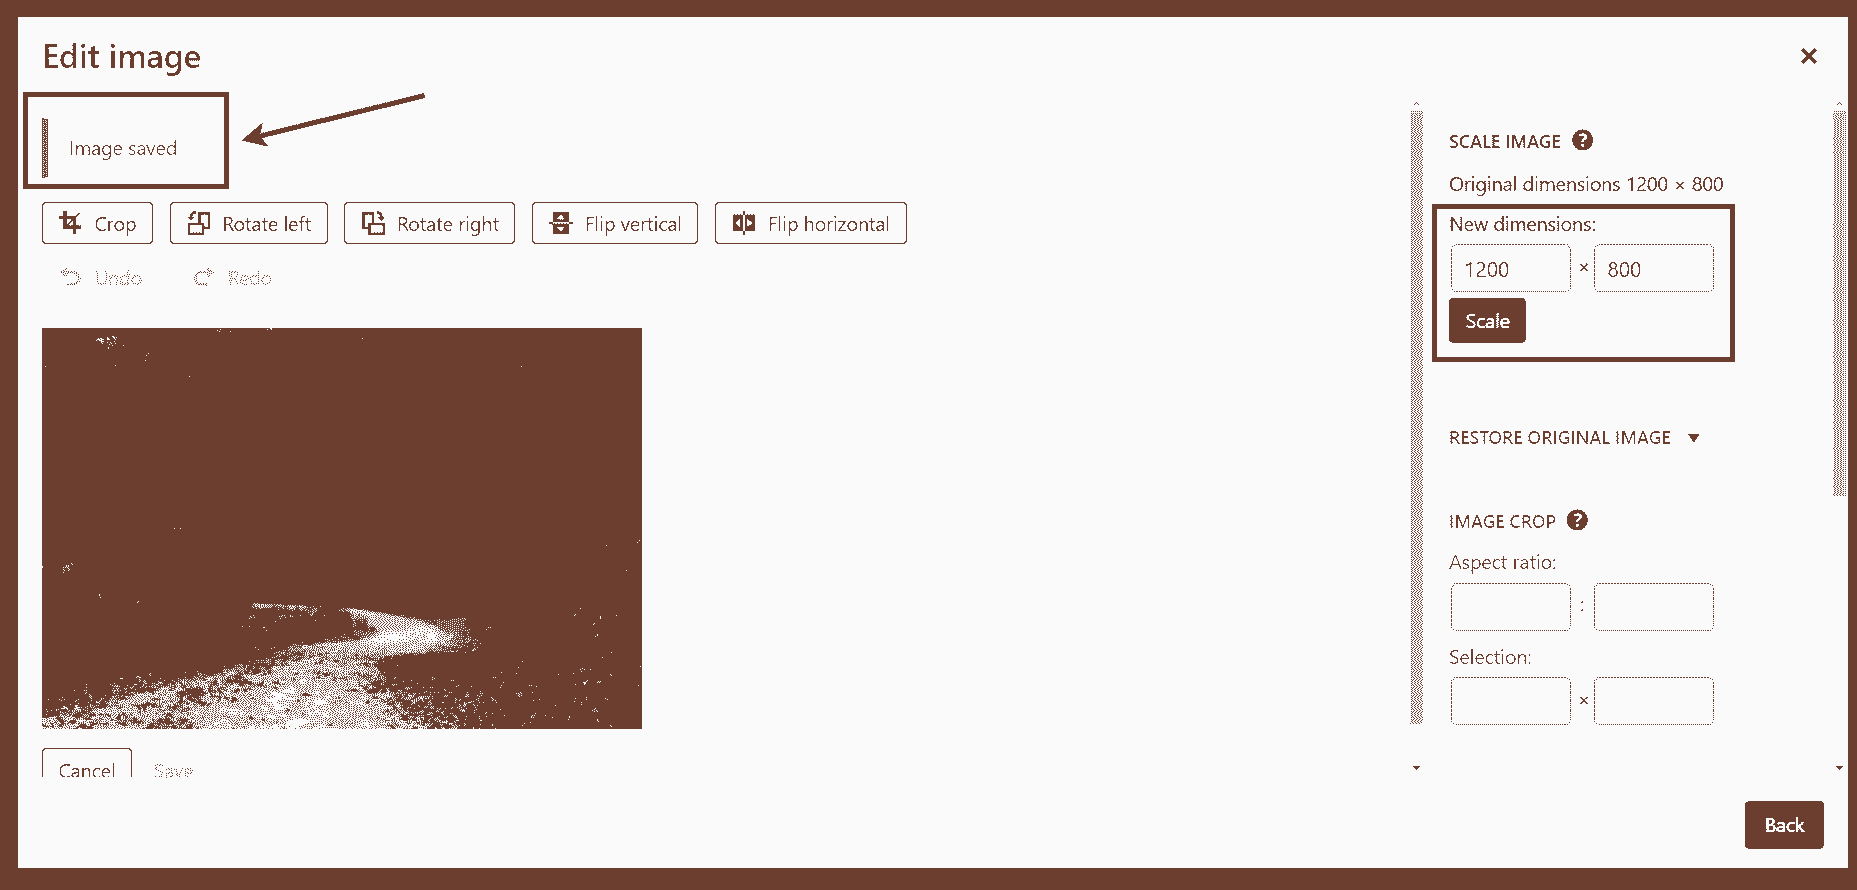 Edit image
Image saved
Crop
Rotate left
Rotate right
Flip vertical
Flip horizontal
Undo
Redo
Cancel
Save
SCALE IMAGE ?
Original dimensions 1200 × 800
New dimensions:
1200 × 800
Scale
RESTORE ORIGINAL IMAGE
IMAGE CROP ?
Aspect ratio:
:
Selection:
×
Back